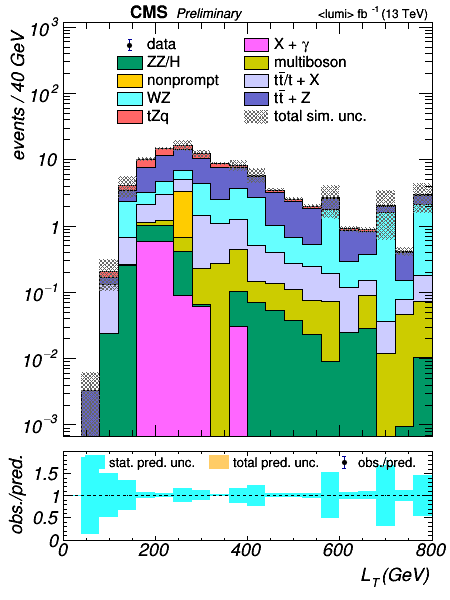 CMS Preliminary <lumi> fb⁻¹ (13 TeV)
events / 40 GeV
10³
10²
10
1
10⁻¹
10⁻²
10⁻³
data X + γ
ZZ/H multiboson
nonprompt tt̄/t + X
WZ tt̄ + Z
tZq total sim. unc.
obs./pred.
1.5
1
0.5
0
stat. pred. unc. total pred. unc. obs./pred.
0 200 400 600 800
L_T (GeV)